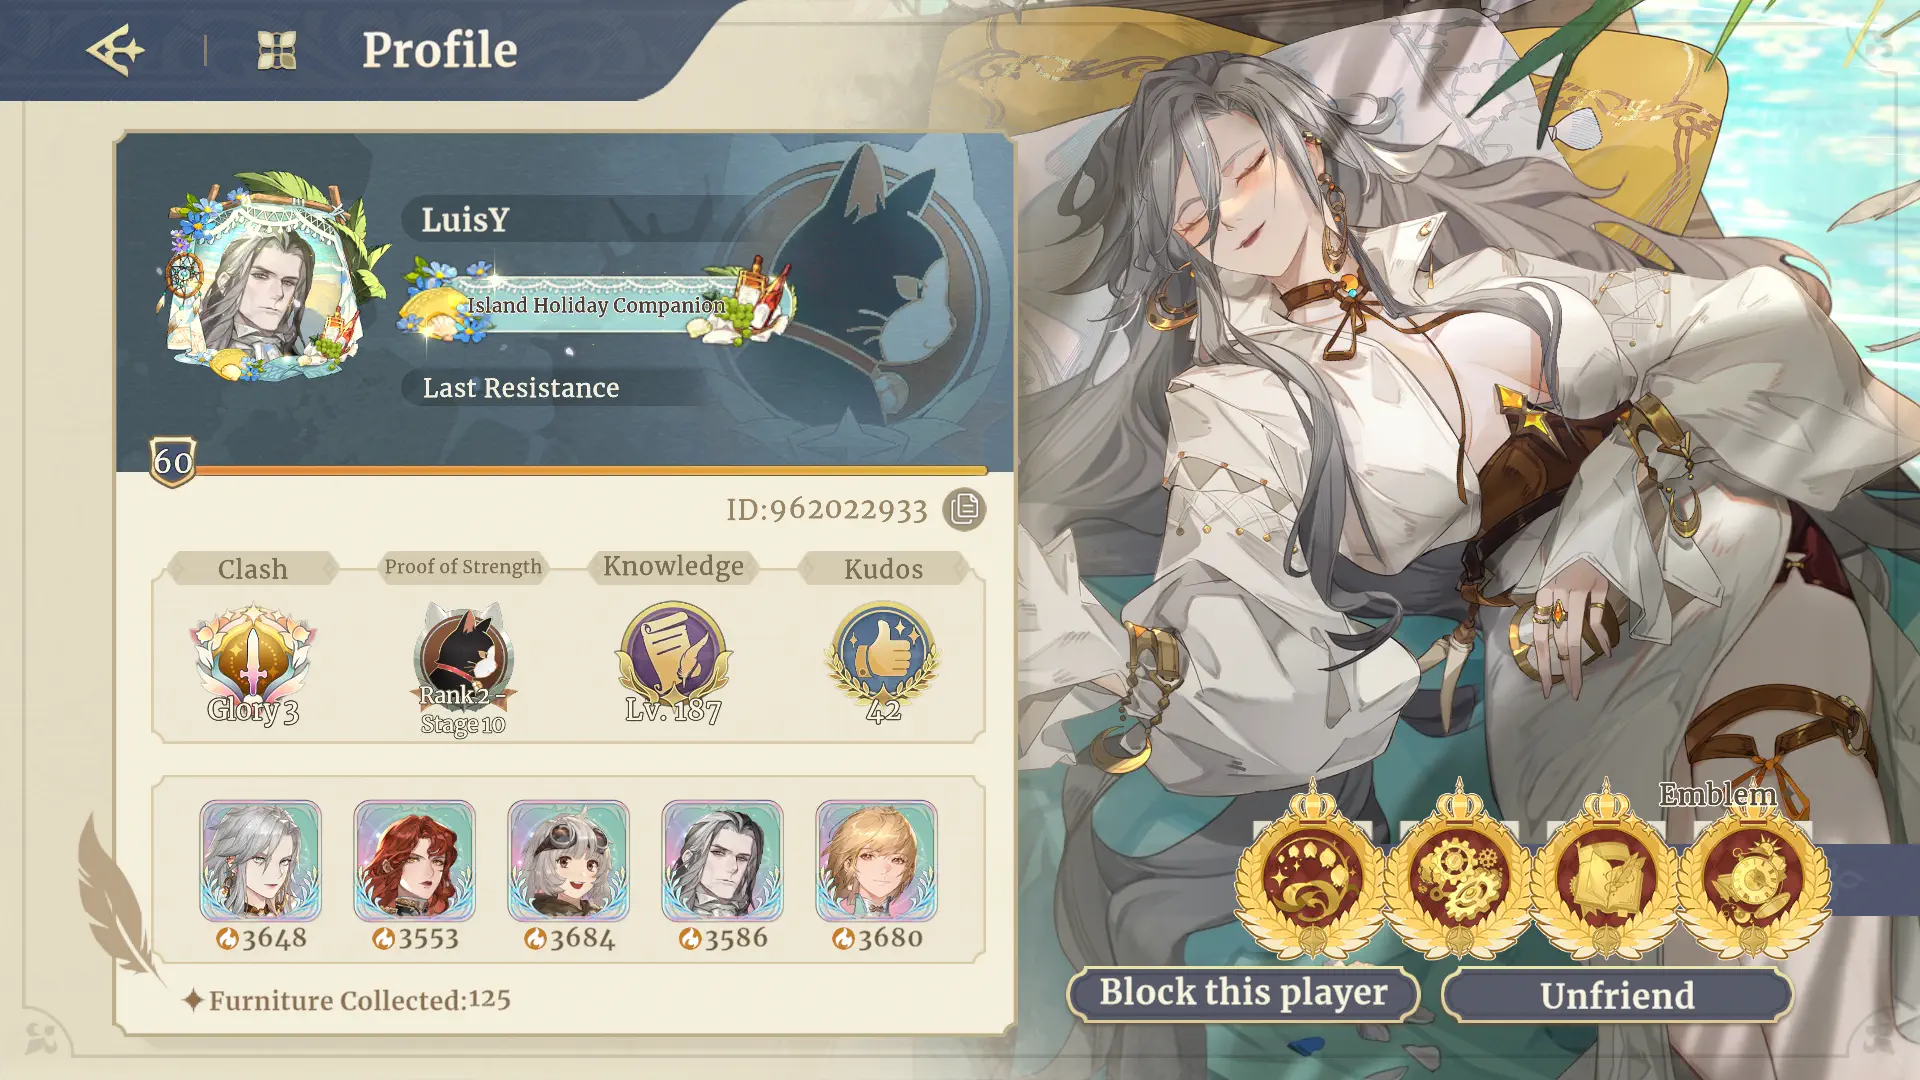 Profile
LuisY
Island Holiday Companion
Last Resistance
60
ID:962022933
Clash
Proof of Strength
Knowledge
Kudos
Glory 3
Rank 2 -
Stage 10
Lv. 187
42
3648
3553
3684
3586
3680
Furniture Collected:125
Emblem
Block this player
Unfriend